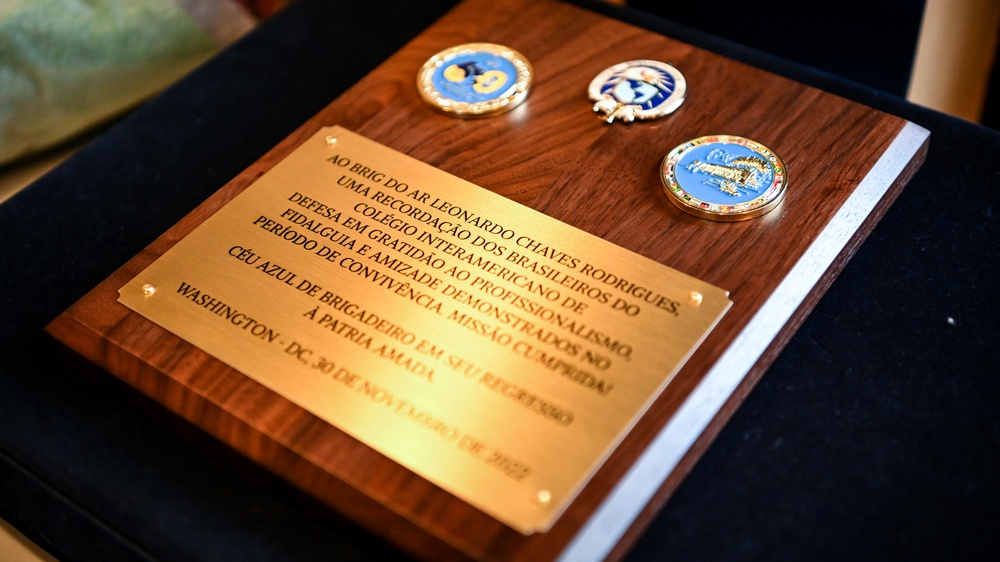 AO BRIG DO AR LEONARDO CHAVES RODRIGUES,
UMA RECORDAÇÃO DOS BRASILEIROS DO
COLÉGIO INTERAMERICANO DE
DEFESA EM GRATIDÃO AO PROFISSIONALISMO,
FIDALGUIA E AMIZADE DEMONSTRADOS NO
PERÍODO DE CONVIVÊNCIA. MISSÃO CUMPRIDA!
CÉU AZUL DE BRIGADEIRO EM SEU REGRESSO
À PATRIA AMADA
WASHINGTON - DC, 30 DE NOVEMBRO DE 2022